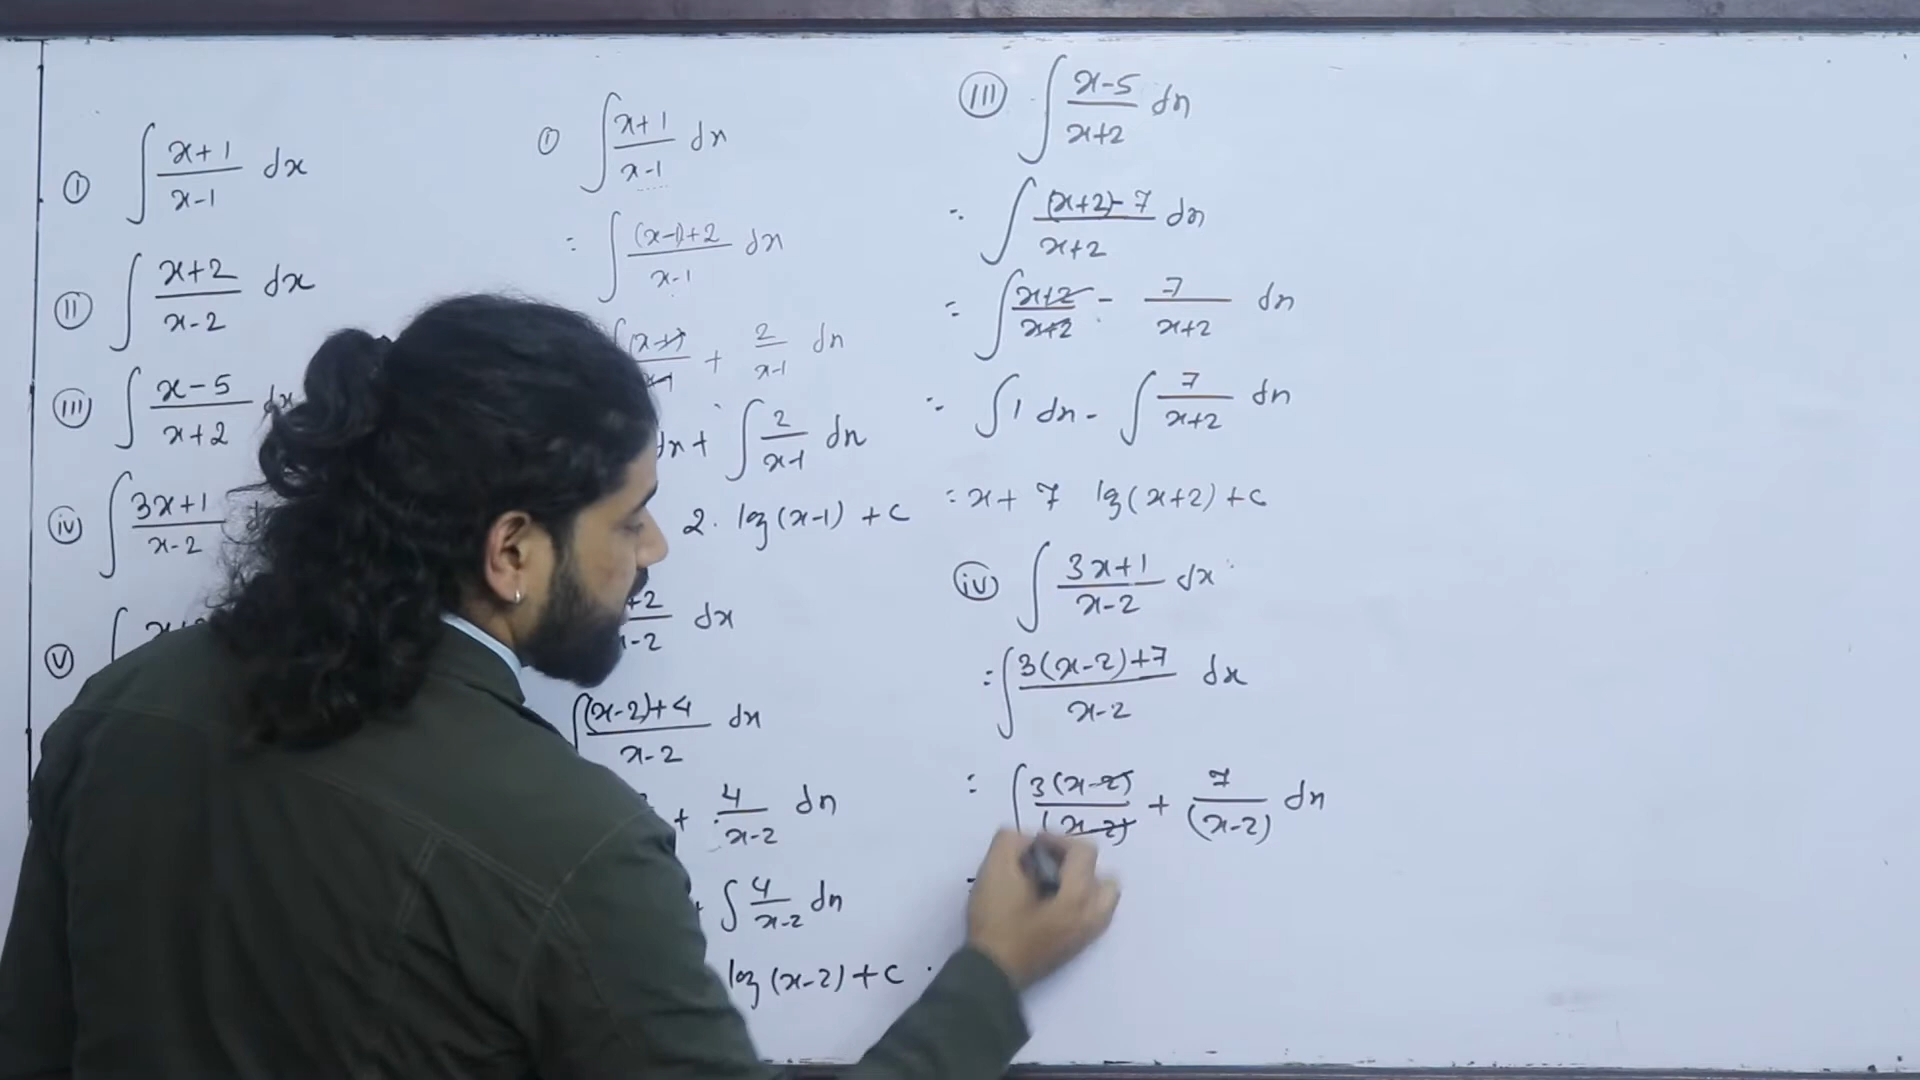 (i) ∫ x+1 / x-1 dx
(ii) ∫ x+2 / x-2 dx
(iii) ∫ x-5 / x+2 dx
(iv) ∫ 3x+1 / x-2
(v) ∫
(i) ∫ x+1 / x-1 dx
= ∫ (x-1)+2 / x-1 dx
+ 2 / x-1 dx
dx + ∫ 2 / x-1 dx
2. log (x-1) + c
+2 / x-2 dx
∫ (x-2)+4 / x-2 dx
+ 4 / x-2 dx
∫ 4 / x-2 dx
log (x-2) + c
(iii) ∫ x-5 / x+2 dx
= ∫ (x+2)-7 / x+2 dx
= ∫ x+2 / x+2 - 7 / x+2 dx
= ∫ 1 dx - ∫ 7 / x+2 dx
= x + 7 log (x+2) + c
(iv) ∫ 3x+1 / x-2 dx
= ∫ 3(x-2)+7 / x-2 dx
= ∫ 3(x-2) / (x-2) + 7 / (x-2) dx
=